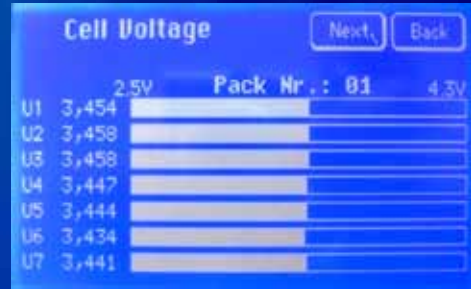 Cell Voltage Next Back
2.5V Pack Nr.: 01 4.3V
U1 3,454
U2 3,458
U3 3,458
U4 3,447
U5 3,444
U6 3,434
U7 3,441